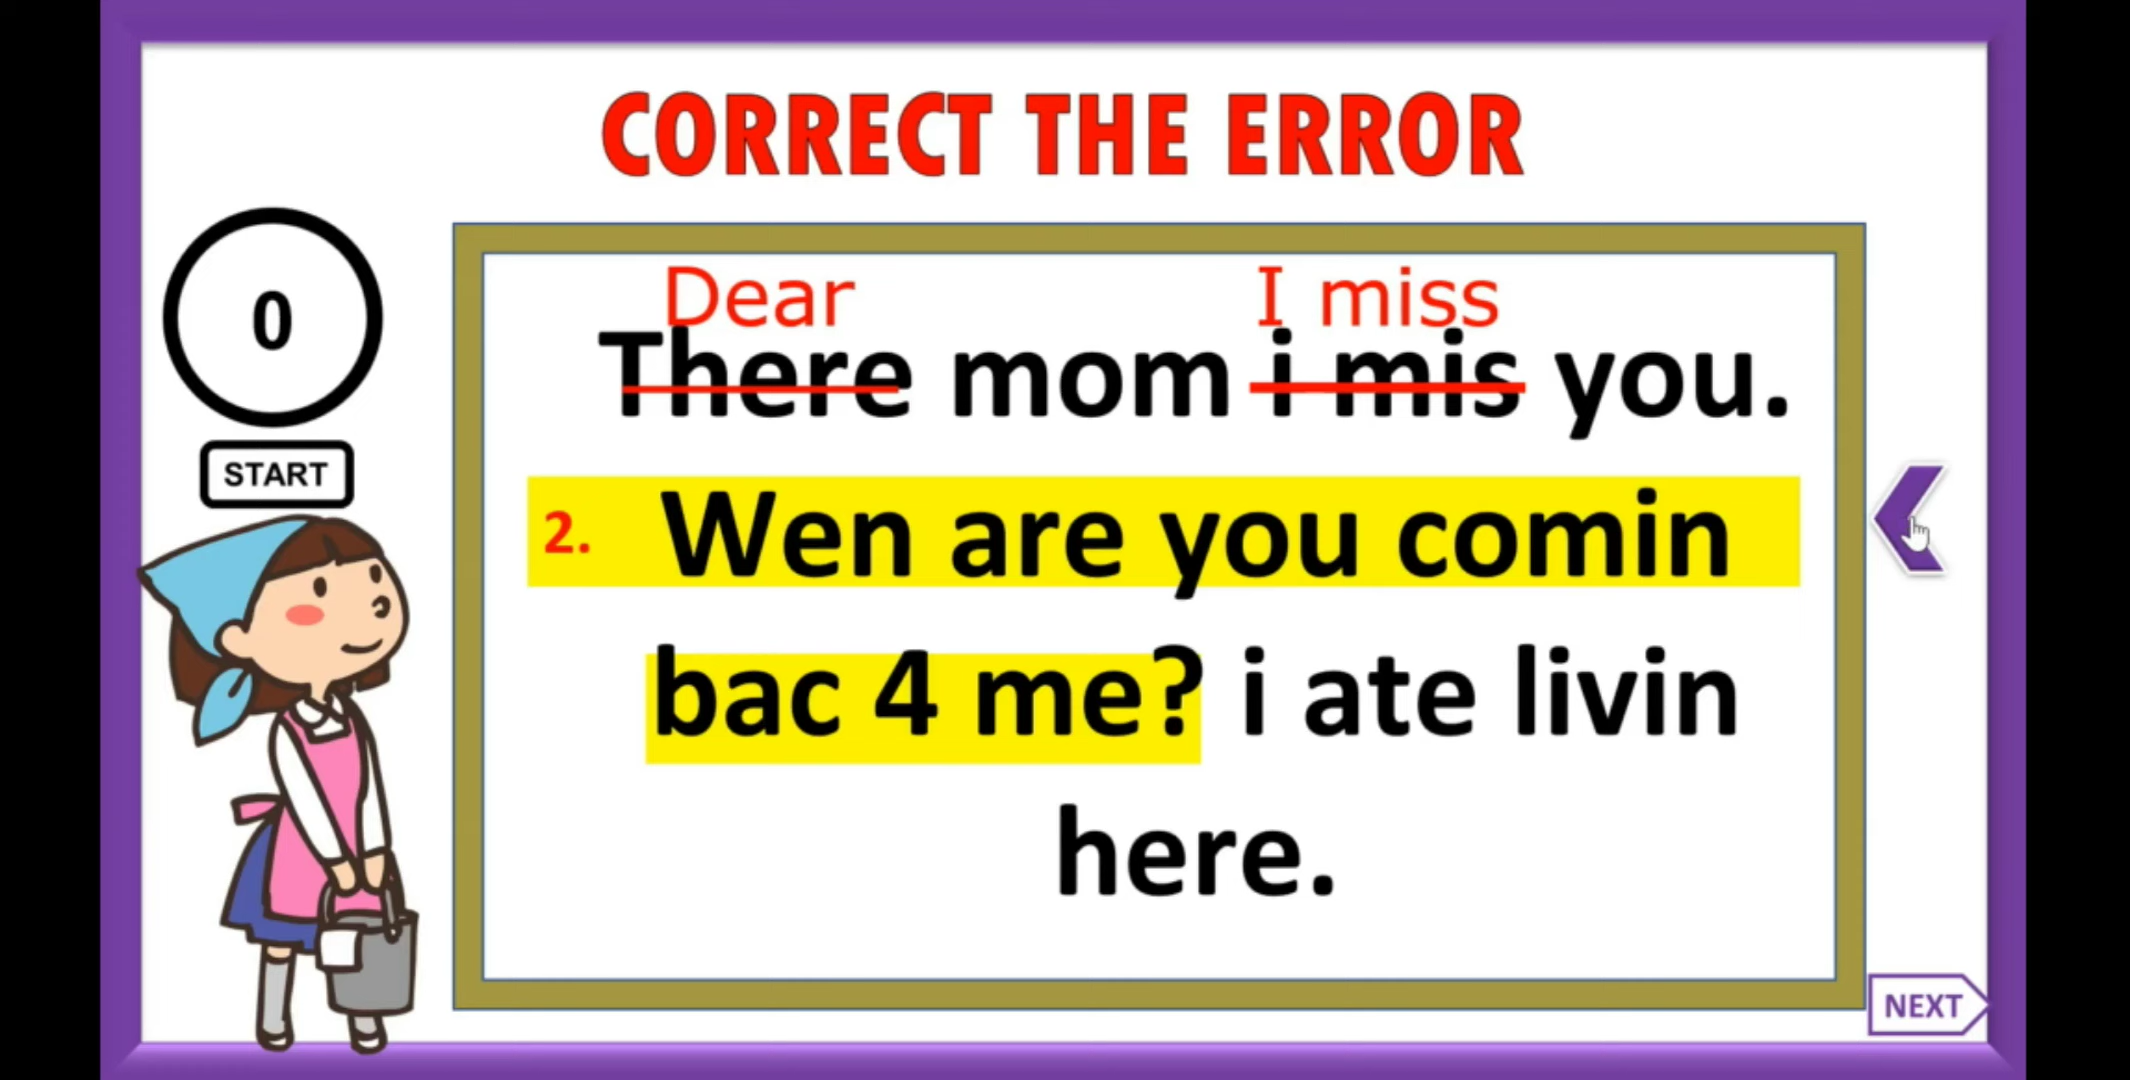 CORRECT THE ERROR
0
START
Dear I miss
There mom i mis you.
2. Wen are you comin
bac 4 me? i ate livin
here.
NEXT